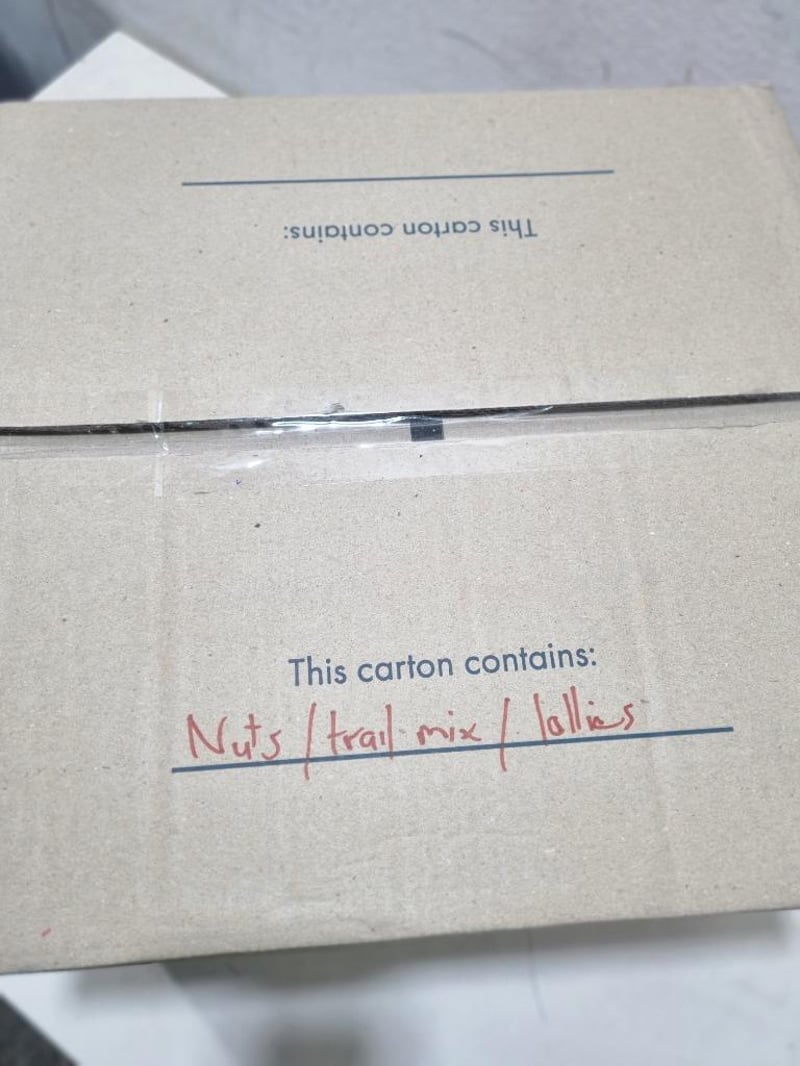 This carton contains:
This carton contains:
Nuts / trail mix / lollies